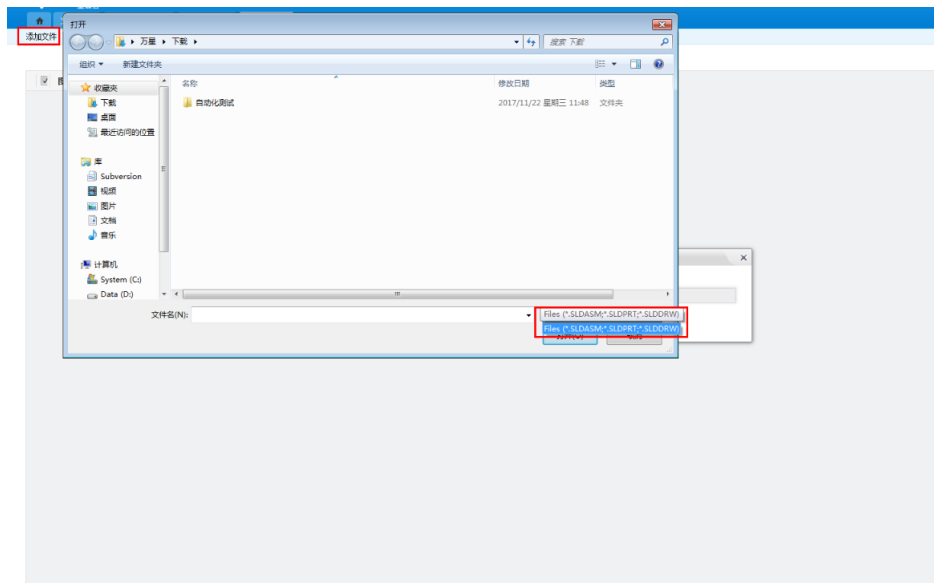 打开
添加文件
万星 下载
搜索 下载
组织 新建文件夹
收藏夹
下载
桌面
最近访问的位置
库
Subversion
视频
图片
文档
音乐
计算机
System (C:)
Data (D:)
名称 修改日期 类型
自动化测试 2017/11/22 星期三 11:48 文件夹
文件名(N):
Files (*.SLDASM;*.SLDPRT;*.SLDDRW)
Files (*.SLDASM;*.SLDPRT;*.SLDDRW)